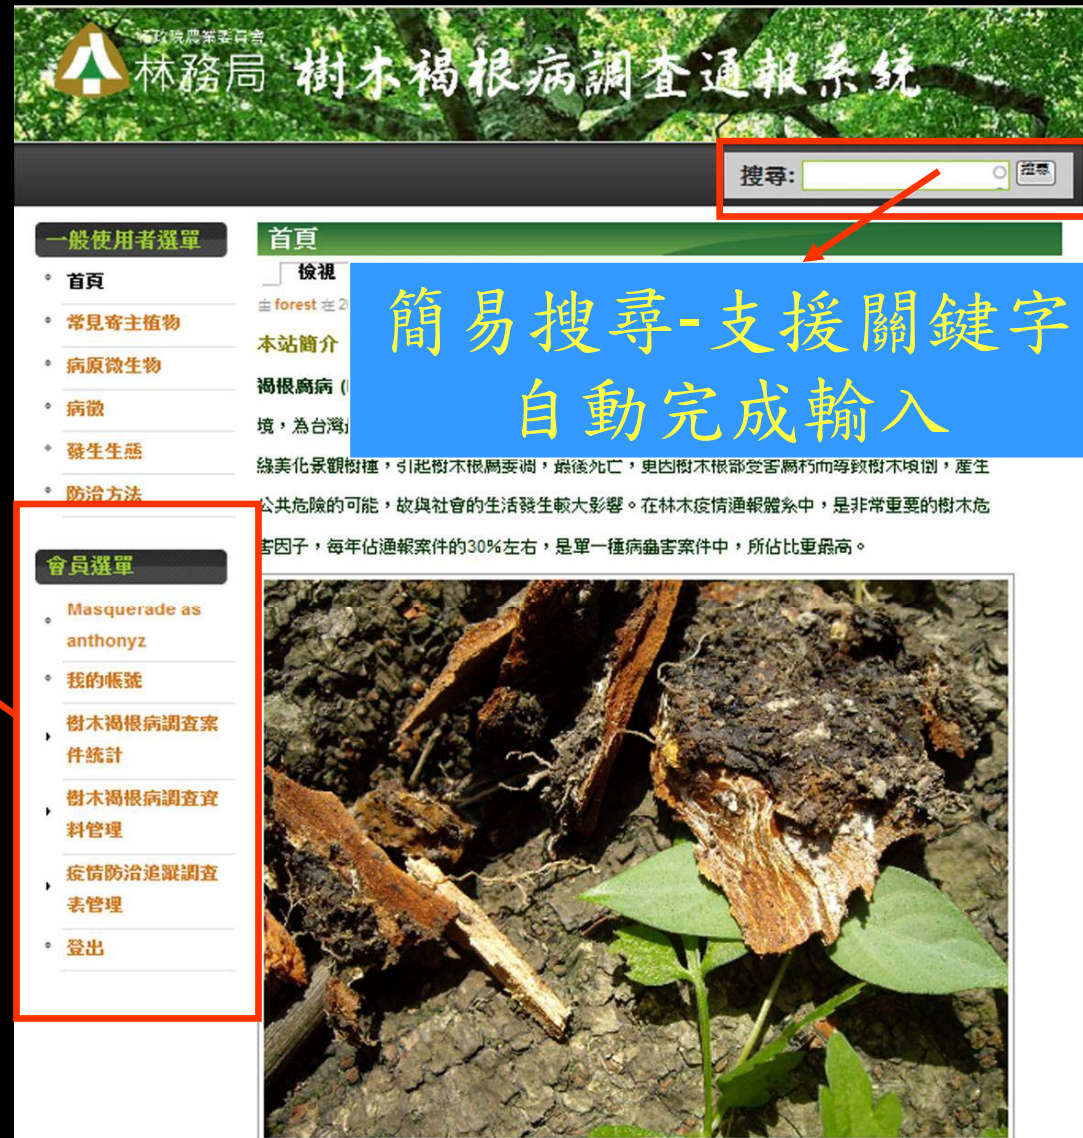 行政院農業委員會
林務局 樹木褐根病調查通報系統
搜尋: 搜尋
一般使用者選單
首頁
常見寄主植物
病原微生物
病徵
發生生態
防治方法
會員選單
Masquerade as
anthonyz
我的帳號
樹木褐根病調查案
件統計
樹木褐根病調查資
料管理
疫情防治追蹤調查
表管理
登出
首頁
檢視
由 forest 在 2
簡易搜尋-支援關鍵字
自動完成輸入
本站簡介
褐根腐病 (
境，為台灣
綠美化景觀樹種，引起樹木根腐萎凋，最後死亡，更因樹木根部受害腐朽而導致樹木傾倒，產生
公共危險的可能，故與社會的生活發生較大影響。在林木疫情通報體系中，是非常重要的樹木危
害因子，每年佔通報案件的30%左右，是單一種病蟲害案件中，所佔比重最高。